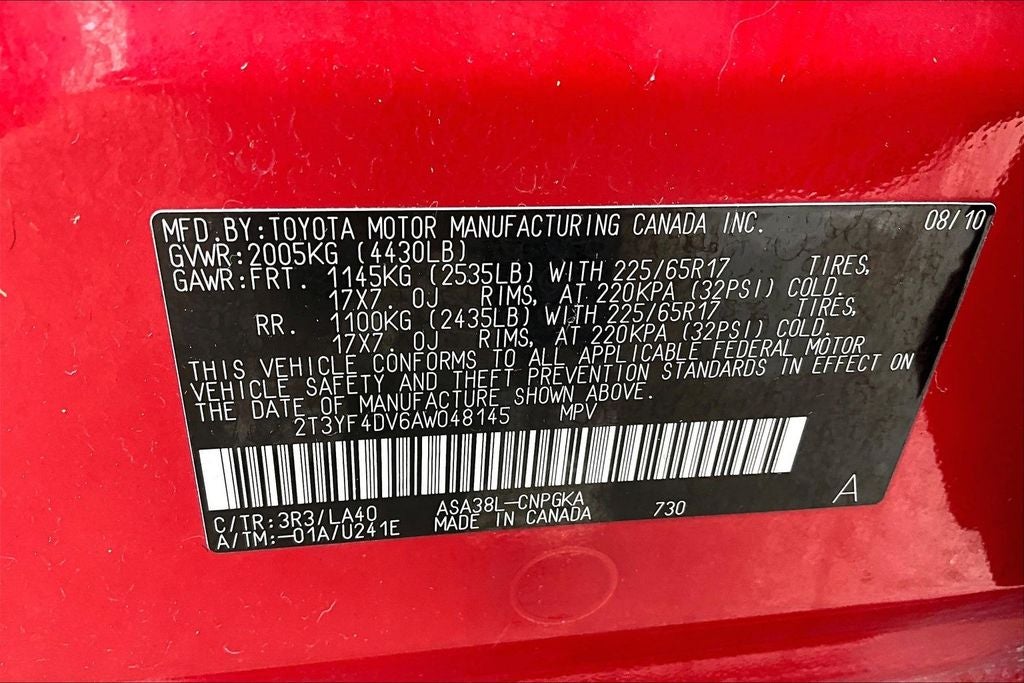 MFD. BY: TOYOTA MOTOR MANUFACTURING CANADA INC. 08/10
GVWR: 2005KG (4430LB)
GAWR: FRT. 1145KG (2535LB) WITH 225/65R17 TIRES,
17X7. 0J RIMS, AT 220KPA (32PSI) COLD.
RR. 1100KG (2435LB) WITH 225/65R17 TIRES,
17X7. 0J RIMS, AT 220KPA (32PSI) COLD.
THIS VEHICLE CONFORMS TO ALL APPLICABLE FEDERAL MOTOR
VEHICLE SAFETY AND THEFT PREVENTION STANDARDS IN EFFECT ON
THE DATE OF MANUFACTURE SHOWN ABOVE.
2T3YF4DV6AW048145 MPV
C/TR: 3R3/LA40 ASA38L-CNPGKA 730 A
A/TM:-01A/U241E MADE IN CANADA